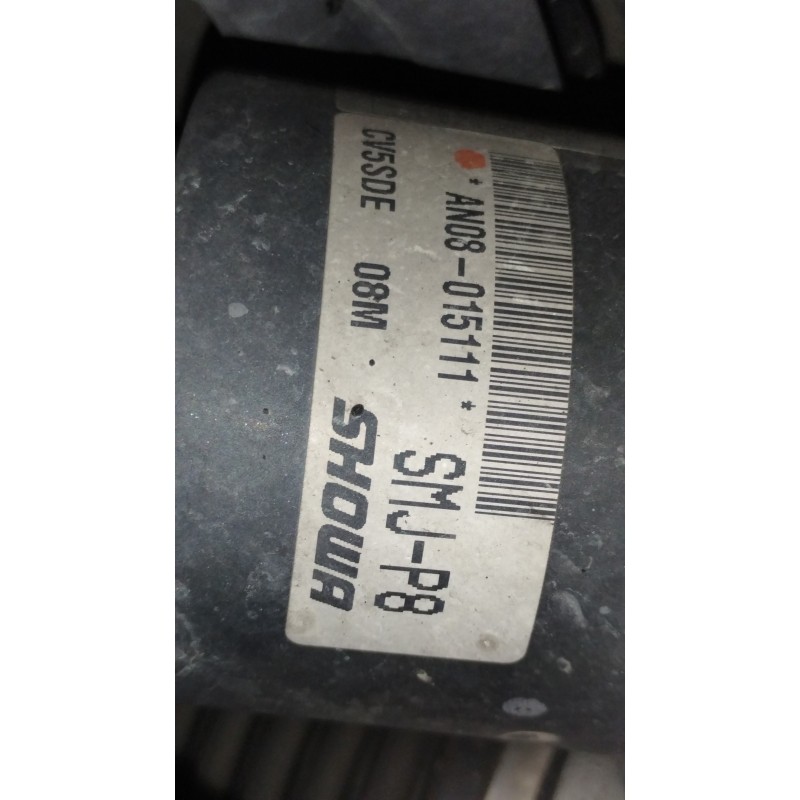 * AN08-015111 *
SMJ-P8
CV5SDE 08M SHOWA